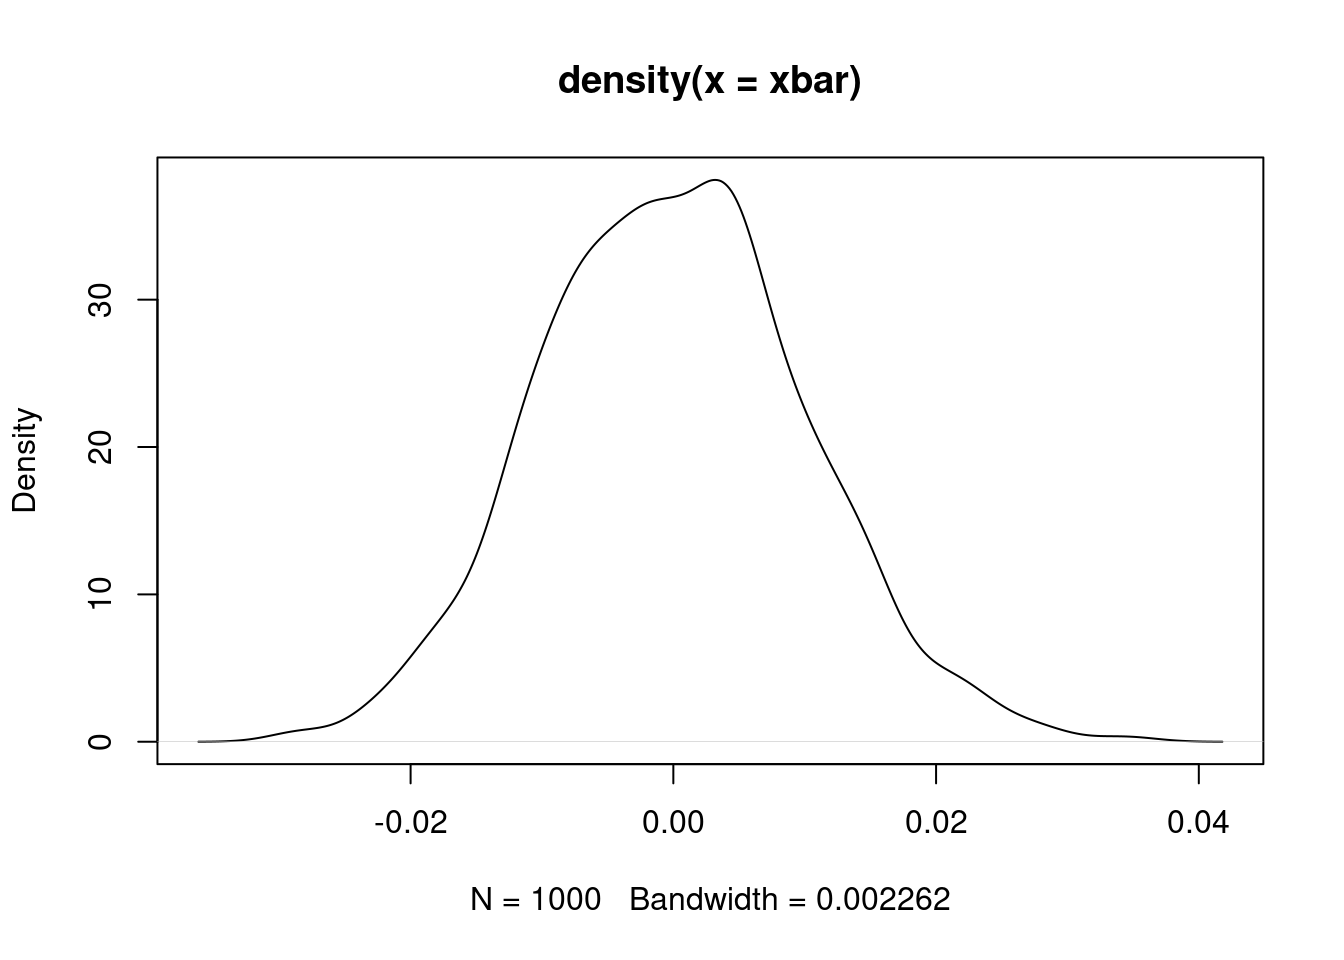 density(x = xbar)
Density
30
20
10
0
-0.02 0.00 0.02 0.04
N = 1000 Bandwidth = 0.002262